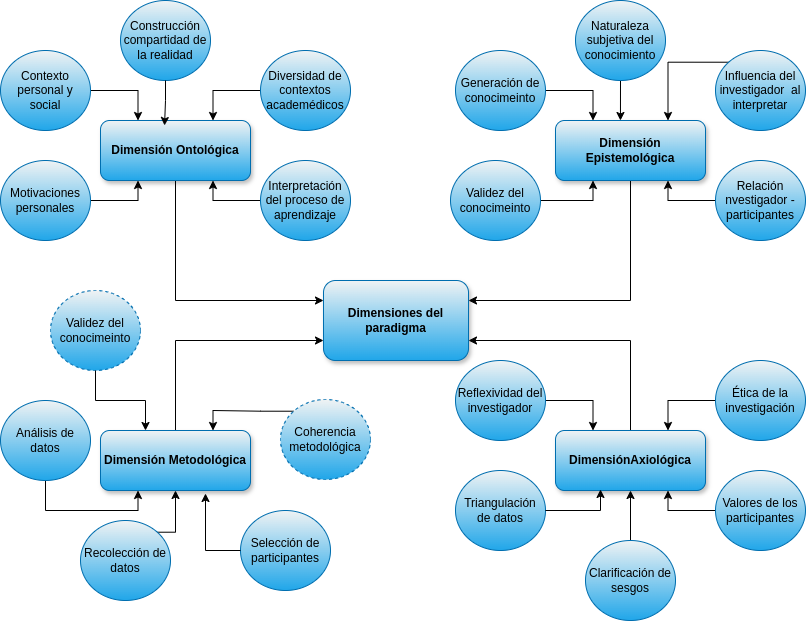 Construcción
compartidad de
la realidad
Contexto
personal y
social
Diversidad de
contextos
académedicos
Dimensión Ontológica
Motivaciones
personales
Interpretación
del proceso de
aprendizaje
Naturaleza
subjetiva del
conocimiento
Generación de
conocimeinto
Influencia del
investigador al
interpretar
Dimensión
Epistemológica
Validez del
conocimeinto
Relación
nvestigador -
participantes
Dimensiones del
paradigma
Validez del
conocimeinto
Análisis de
datos
Coherencia
metodológica
Dimensión Metodológica
Recolección de
datos
Selección de
participantes
Reflexividad del
investigador
Ética de la
investigación
DimensiónAxiológica
Triangulación
de datos
Valores de los
participantes
Clarificación de
sesgos